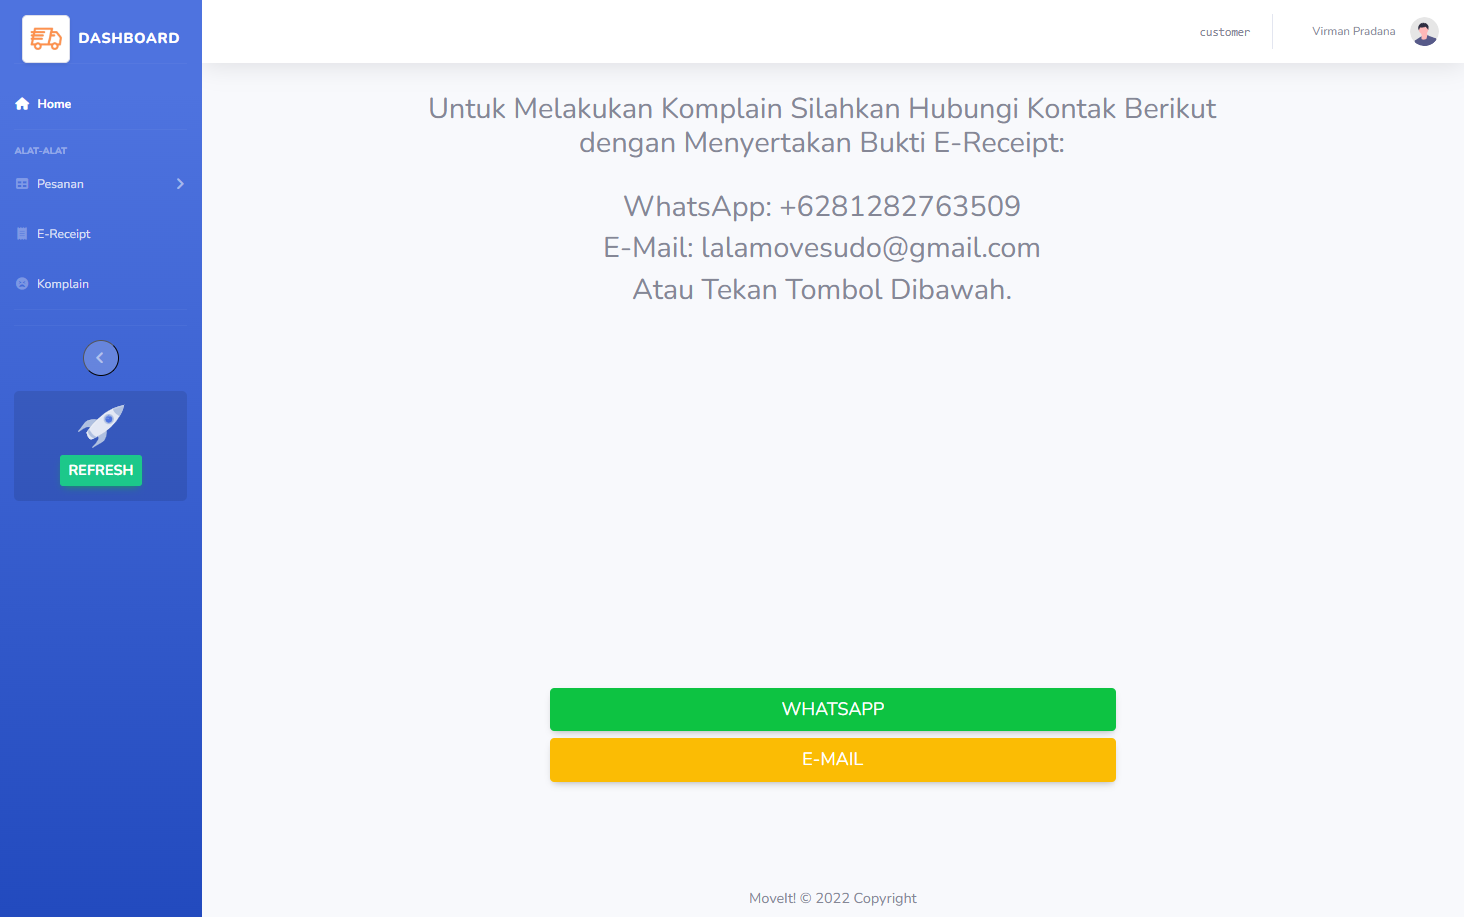 DASHBOARD
customer
Virman Pradana
Home
ALAT-ALAT
Pesanan
E-Receipt
Komplain
REFRESH
Untuk Melakukan Komplain Silahkan Hubungi Kontak Berikut
dengan Menyertakan Bukti E-Receipt:
WhatsApp: +6281282763509
E-Mail: lalamovesudo@gmail.com
Atau Tekan Tombol Dibawah.
WHATSAPP
E-MAIL
MoveIt! © 2022 Copyright